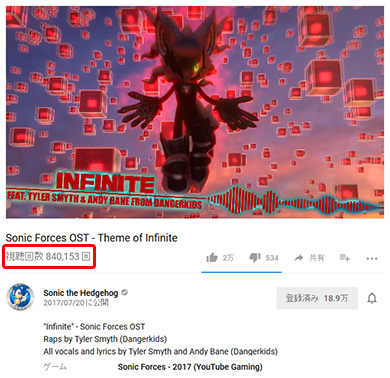 INFINITE
FEAT. TYLER SMYTH & ANDY BANE FROM DANGERKIDS
Sonic Forces OST - Theme of Infinite
視聴回数 840,153 回
2万
534
共有
Sonic the Hedgehog
2017/07/20 に公開
登録済み 18.9万
"Infinite" - Sonic Forces OST
Raps by Tyler Smyth (Dangerkids)
All vocals and lyrics by Tyler Smyth and Andy Bane (Dangerkids)
ゲーム Sonic Forces - 2017 (YouTube Gaming)